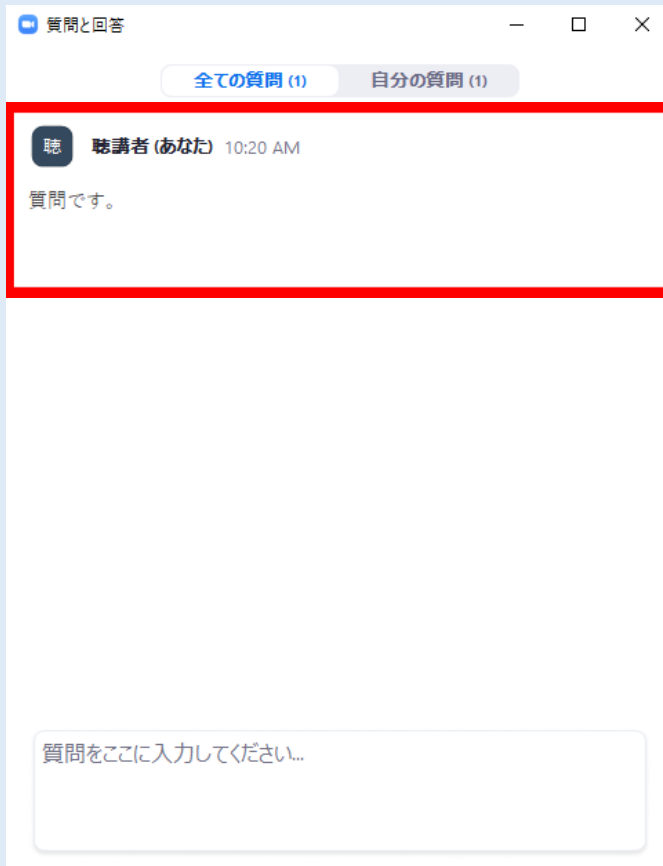 質問と回答
全ての質問 (1) 自分の質問 (1)
聴 聴講者 (あなた) 10:20 AM
質問です。
質問をここに入力してください...